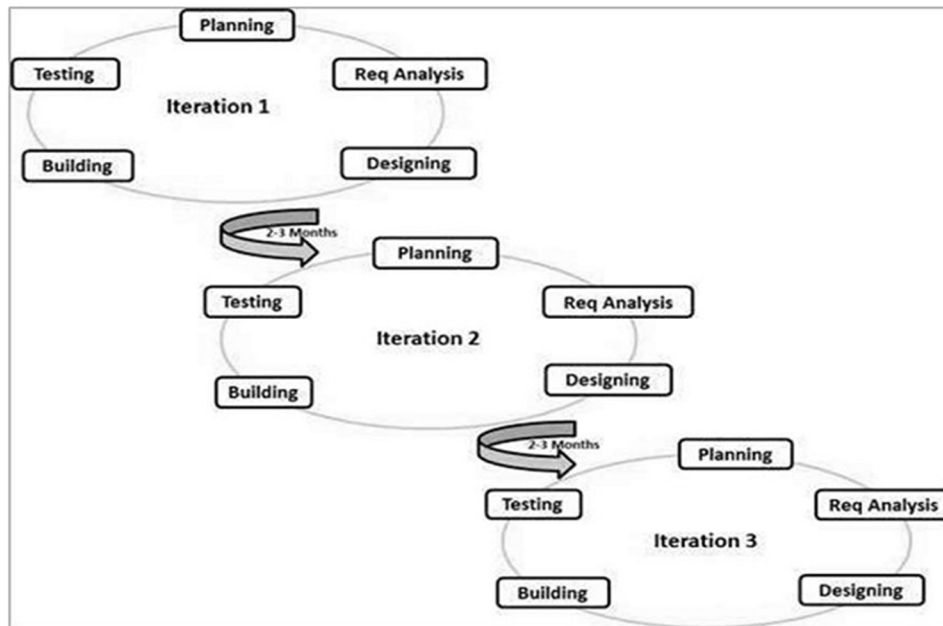 Planning
Testing
Req Analysis
Iteration 1
Building
Designing
2-3 Months
Planning
Testing
Req Analysis
Iteration 2
Building
Designing
2-3 Months
Planning
Testing
Req Analysis
Iteration 3
Building
Designing